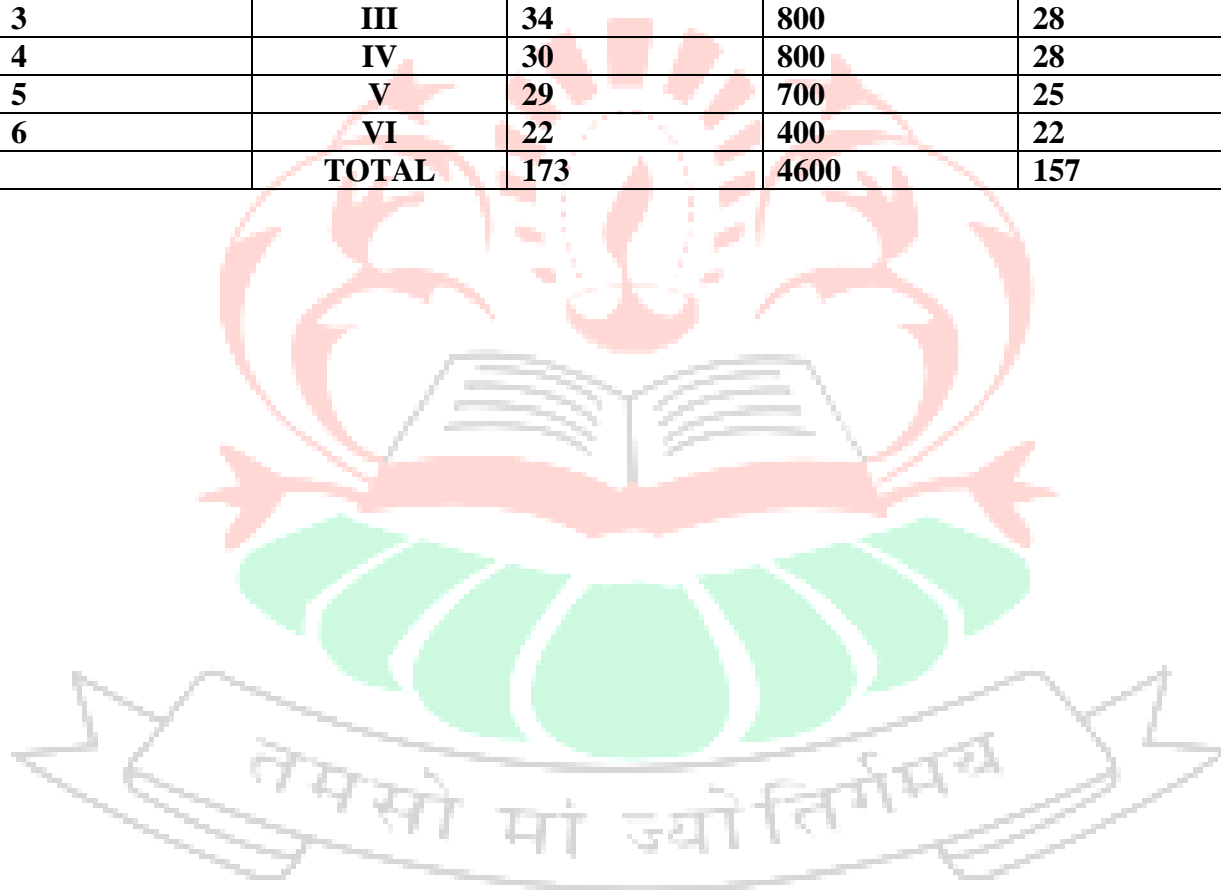 3 III 34 800 28
4 IV 30 800 28
5 V 29 700 25
6 VI 22 400 22
TOTAL 173 4600 157
तमसो मां ज्योतिर्गमय